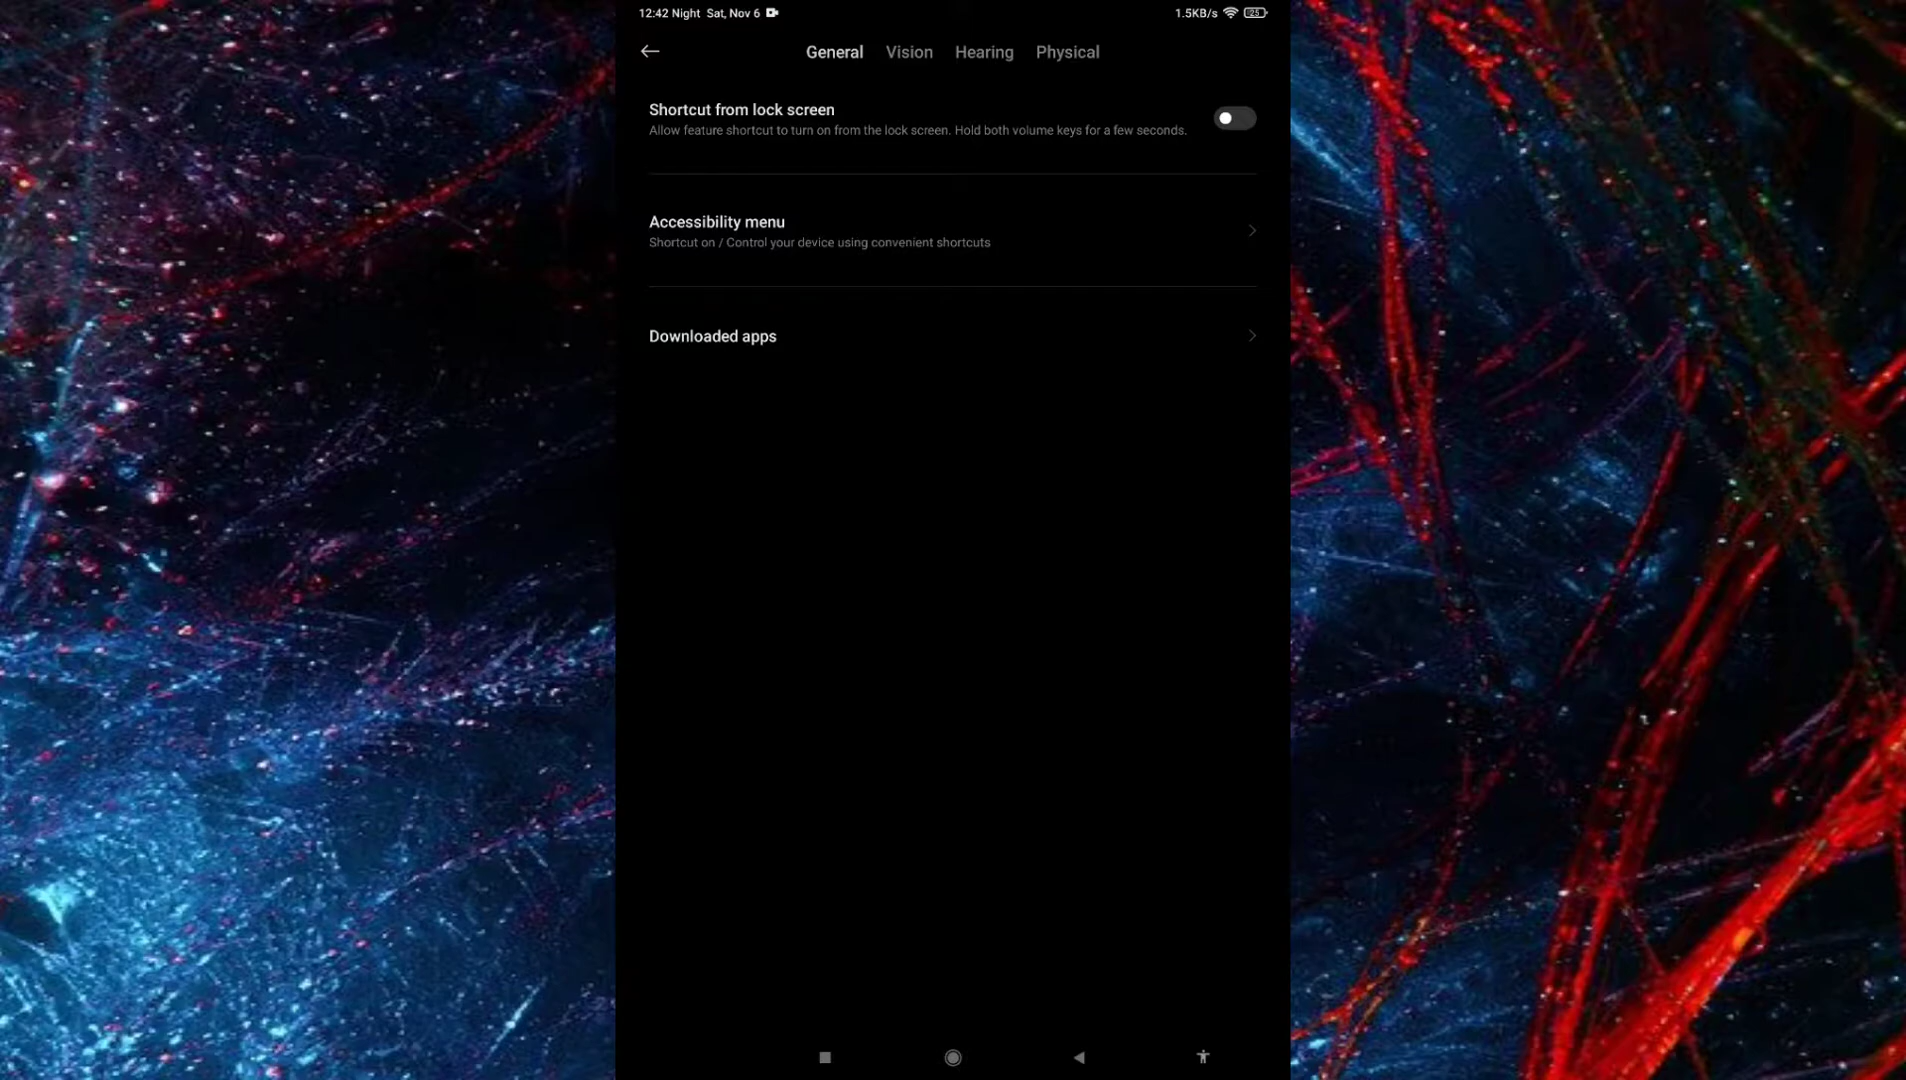 12:42 Night Sat, Nov 6
1.5KB/s
25
General Vision Hearing Physical
Shortcut from lock screen
Allow feature shortcut to turn on from the lock screen. Hold both volume keys for a few seconds.
Accessibility menu
Shortcut on / Control your device using convenient shortcuts
Downloaded apps